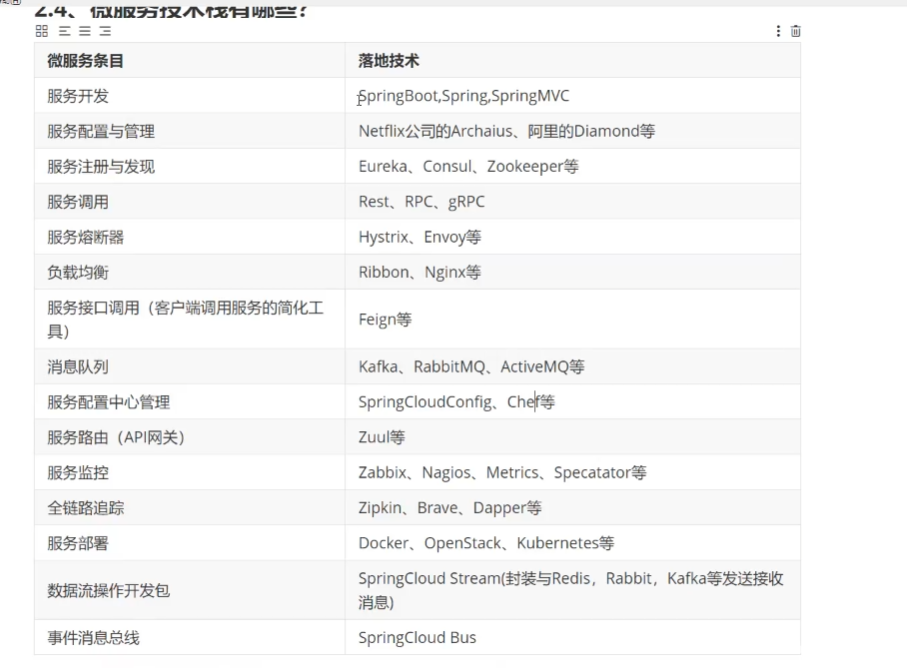 2.4、微服务技术栈有哪些?
微服务条目 落地技术
服务开发 SpringBoot,Spring,SpringMVC
服务配置与管理 Netflix公司的Archaius、阿里的Diamond等
服务注册与发现 Eureka、Consul、Zookeeper等
服务调用 Rest、RPC、gRPC
服务熔断器 Hystrix、Envoy等
负载均衡 Ribbon、Nginx等
服务接口调用（客户端调用服务的简化工
具） Feign等
消息队列 Kafka、RabbitMQ、ActiveMQ等
服务配置中心管理 SpringCloudConfig、Chef等
服务路由（API网关） Zuul等
服务监控 Zabbix、Nagios、Metrics、Specatator等
全链路追踪 Zipkin、Brave、Dapper等
服务部署 Docker、OpenStack、Kubernetes等
数据流操作开发包 SpringCloud Stream(封装与Redis，Rabbit，Kafka等发送接收
消息)
事件消息总线 SpringCloud Bus